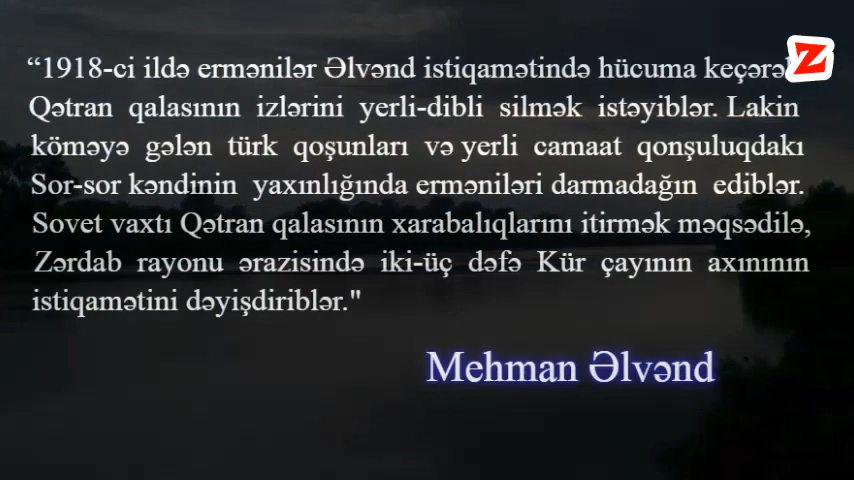 “1918-ci ildə ermənilər Əlvənd istiqamətində hücuma
Qətran qalasının izlərini yerli-dibli silmək istəyiblər. Lakin
köməyə gələn türk qoşunları və yerli camaat qonşuluqdakı
Sor-sor kəndinin yaxınlığında erməniləri darmadağın ediblər.
Sovet vaxtı Qətran qalasının xarabalıqlarını itirmək məqsədilə,
Zərdab rayonu ərazisində iki-üç dəfə Kür çayının axınının
istiqamətini dəyişdiriblər."
Mehman Əlvənd
Z